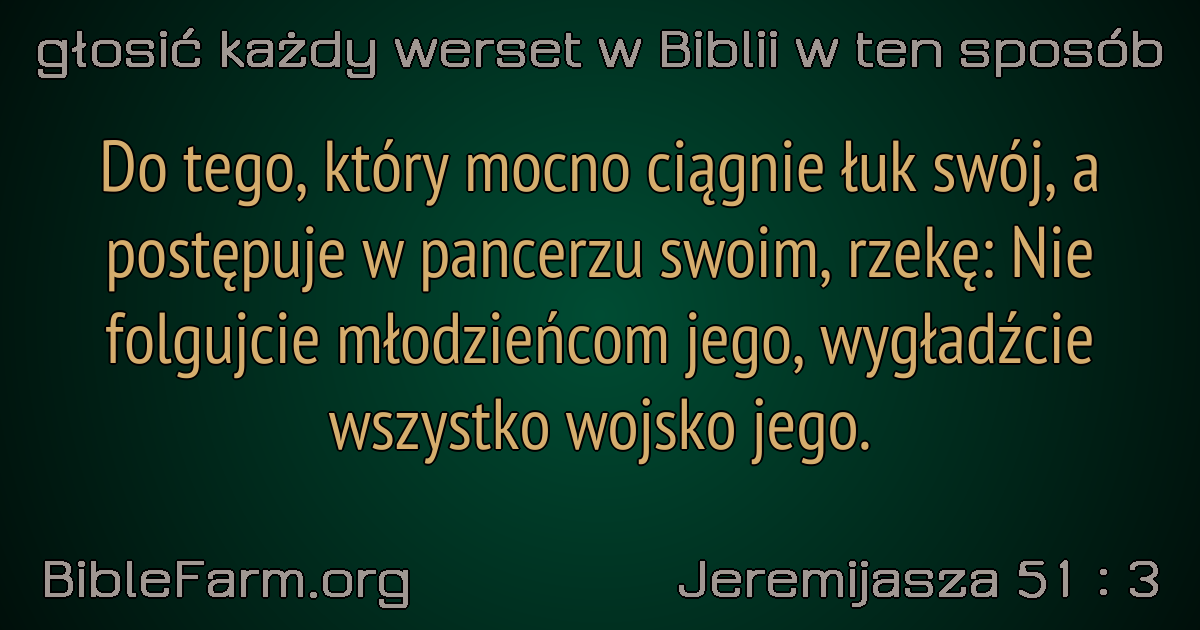 głosić każdy werset w Biblii w ten sposób
Do tego, który mocno ciągnie łuk swój, a
postępuje w pancerzu swoim, rzekę: Nie
folgujcie młodzieńcom jego, wygładźcie
wszystko wojsko jego.
BibleFarm.org
Jeremijasza 51 : 3